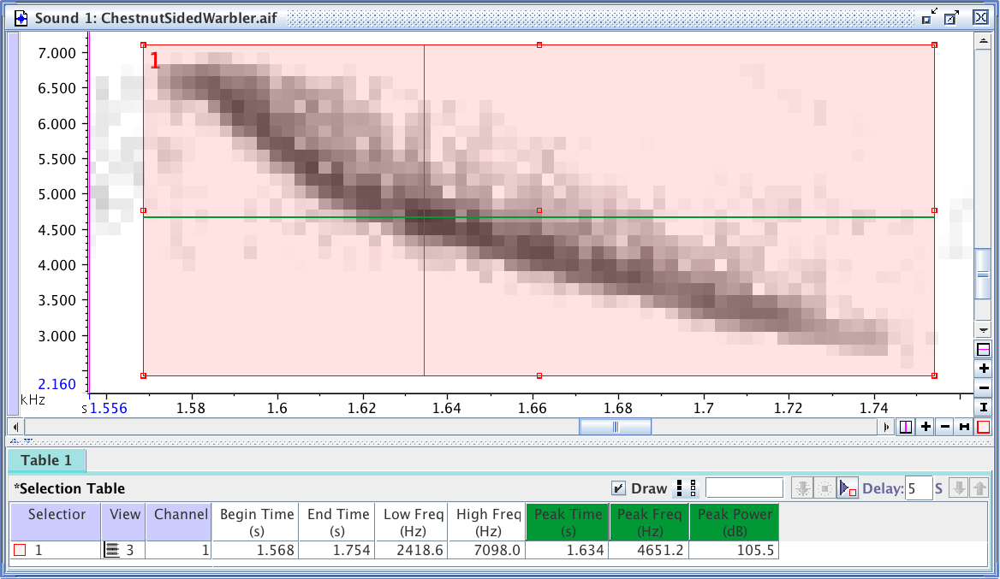 Sound 1: ChestnutSidedWarbler.aif
7.000
1
6.500
6.000
5.500
5.000
4.500
4.000
3.500
3.000
2.160
kHz
s 1.556 1.58 1.6 1.62 1.64 1.66 1.68 1.7 1.72 1.74
Table 1
*Selection Table Draw Delay: 5 S
Selection View Channel Begin Time End Time Low Freq High Freq Peak Time Peak Freq Peak Power
(s) (s) (Hz) (Hz) (s) (Hz) (dB)
1 3 1 1.568 1.754 2418.6 7098.0 1.634 4651.2 105.5